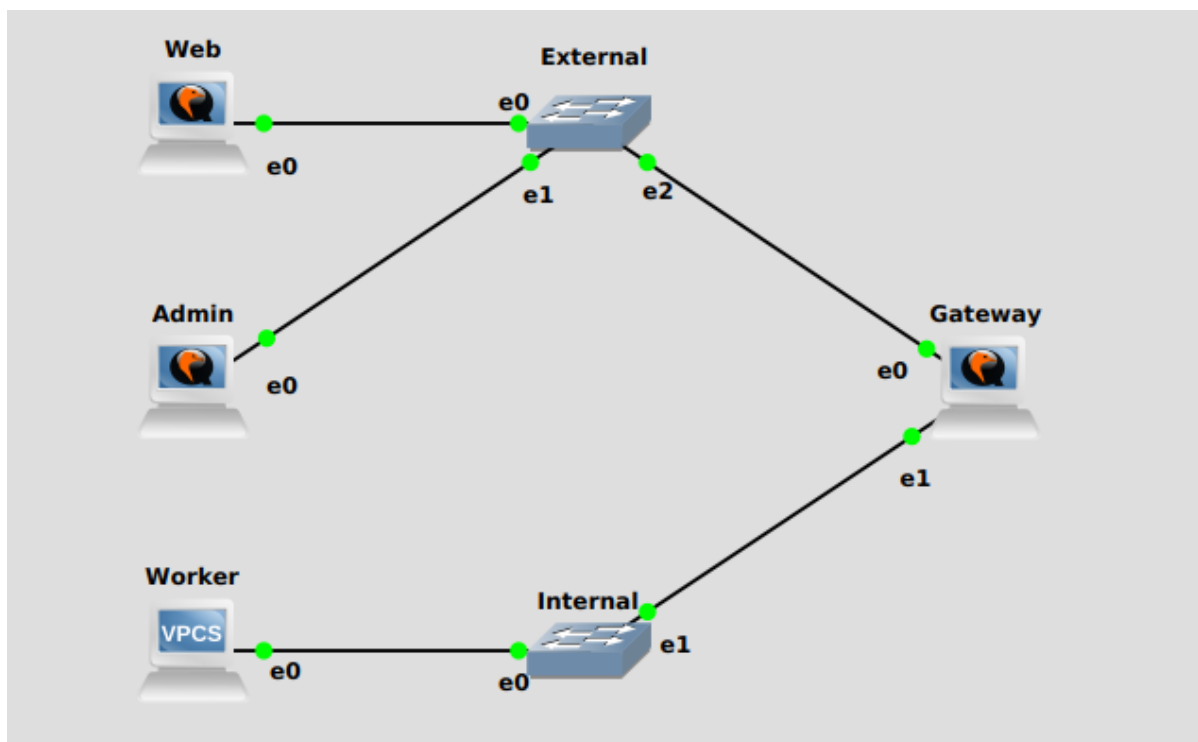 Web
External
e0
e0
e1
e2
Admin
Gateway
e0
e0
e1
Worker
Internal
VPCS
e1
e0
e0